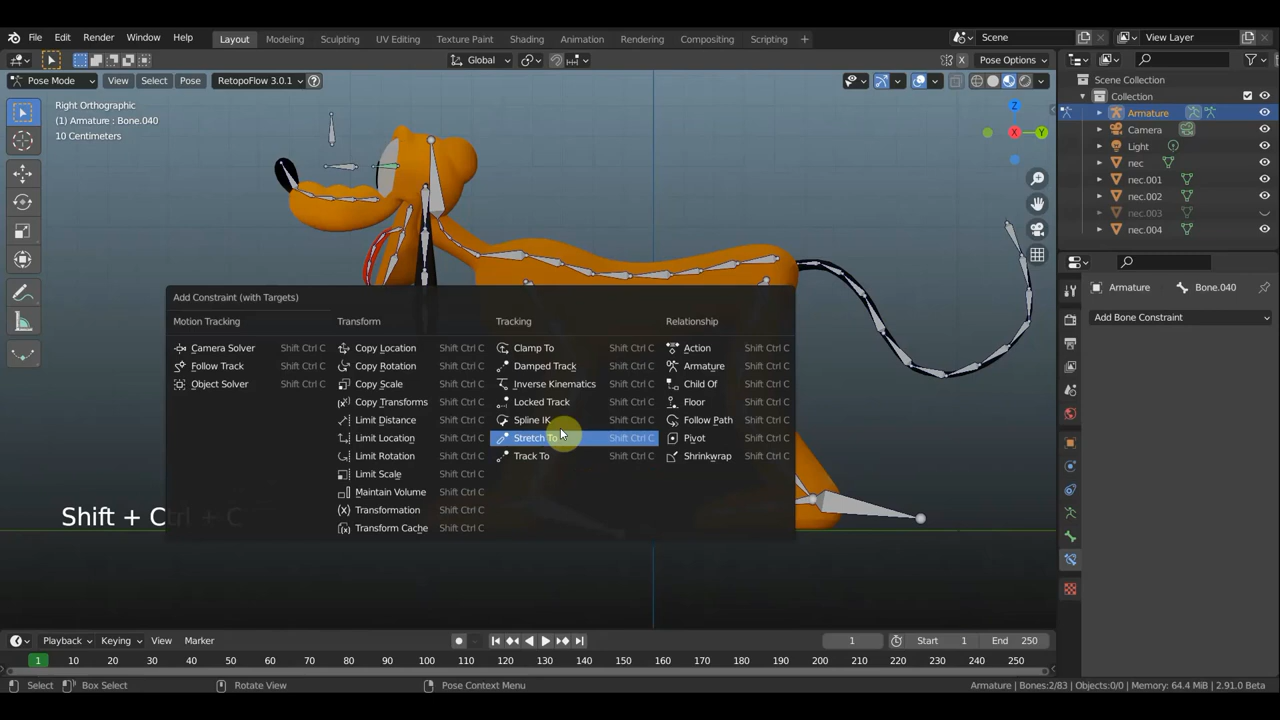 File Edit Render Window Help Layout Modeling Sculpting UV Editing Texture Paint Shading Animation Rendering Compositing Scripting + Scene View Layer
Global X Pose Options
Pose Mode View Select Pose RetopoFlow 3.0.1 ?
Right Orthographic
(1) Armature : Bone.040
10 Centimeters
Z
X
Y
Scene Collection
Collection
Armature
Camera
Light
nec
nec.001
nec.002
nec.003
nec.004
Armature Bone.040
Add Bone Constraint
Add Constraint (with Targets)
Motion Tracking Transform Tracking Relationship
Camera Solver Shift Ctrl C Copy Location Shift Ctrl C Clamp To Shift Ctrl C Action Shift Ctrl C
Follow Track Shift Ctrl C Copy Rotation Shift Ctrl C Damped Track Shift Ctrl C Armature Shift Ctrl C
Object Solver Shift Ctrl C Copy Scale Shift Ctrl C Inverse Kinematics Shift Ctrl C Child Of Shift Ctrl C
Copy Transforms Shift Ctrl C Locked Track Shift Ctrl C Floor Shift Ctrl C
Limit Distance Shift Ctrl C Spline IK Shift Ctrl C Follow Path Shift Ctrl C
Limit Location Shift Ctrl C Stretch To Shift Ctrl C Pivot Shift Ctrl C
Limit Rotation Shift Ctrl C Track To Shift Ctrl C Shrinkwrap Shift Ctrl C
Limit Scale Shift Ctrl C
Maintain Volume Shift Ctrl C
Transformation Shift Ctrl C
Transform Cache Shift Ctrl C
Shift + Ctrl + C
Playback Keying View Marker 1 Start 1 End 250
1 10 20 30 40 50 60 70 80 90 100 110 120 130 140 150 160 170 180 190 200 210 220 230 240 250
Select Box Select Rotate View Pose Context Menu Armature | Bones:2/83 | Objects:0/0 | Memory: 64.4 MiB | 2.91.0 Beta